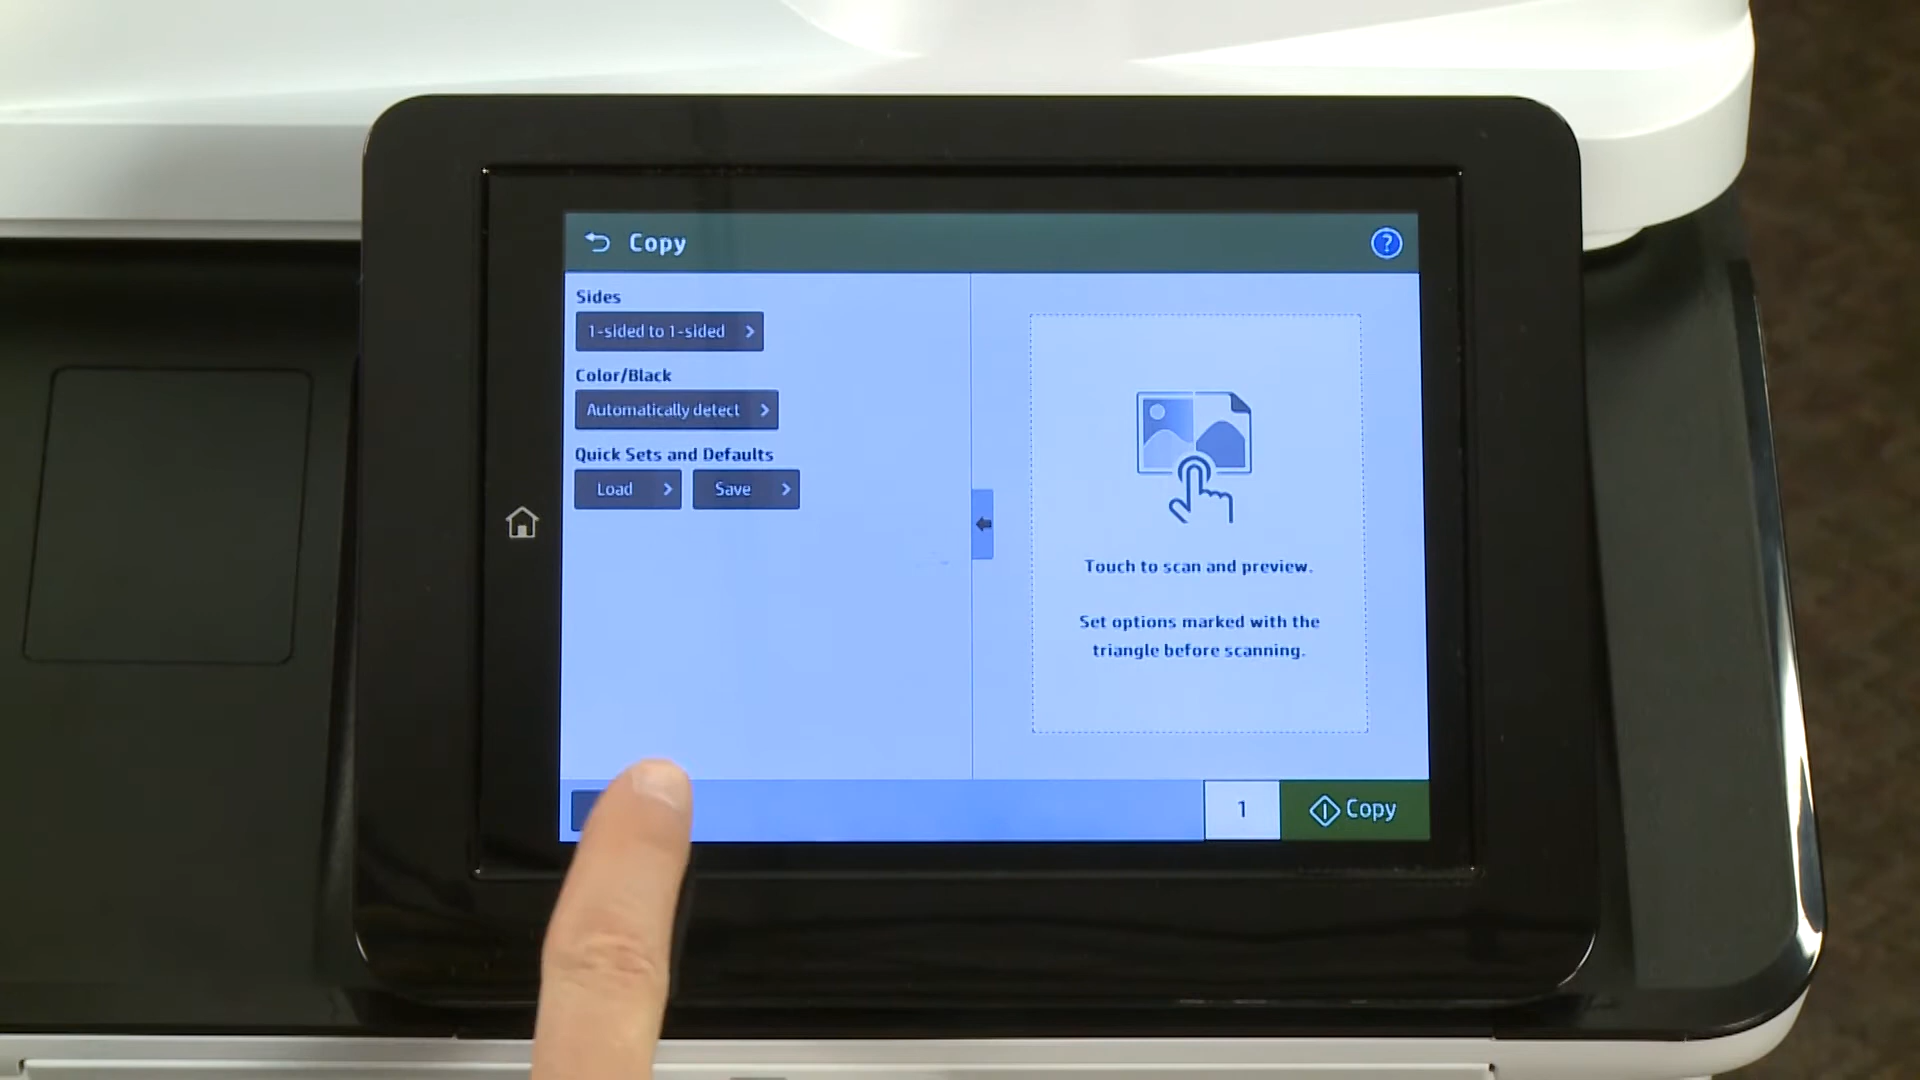 Copy
?
Sides
1-sided to 1-sided
Color/Black
Automatically detect
Quick Sets and Defaults
Load
Save
Touch to scan and preview.
Set options marked with the
triangle before scanning.
1
Copy